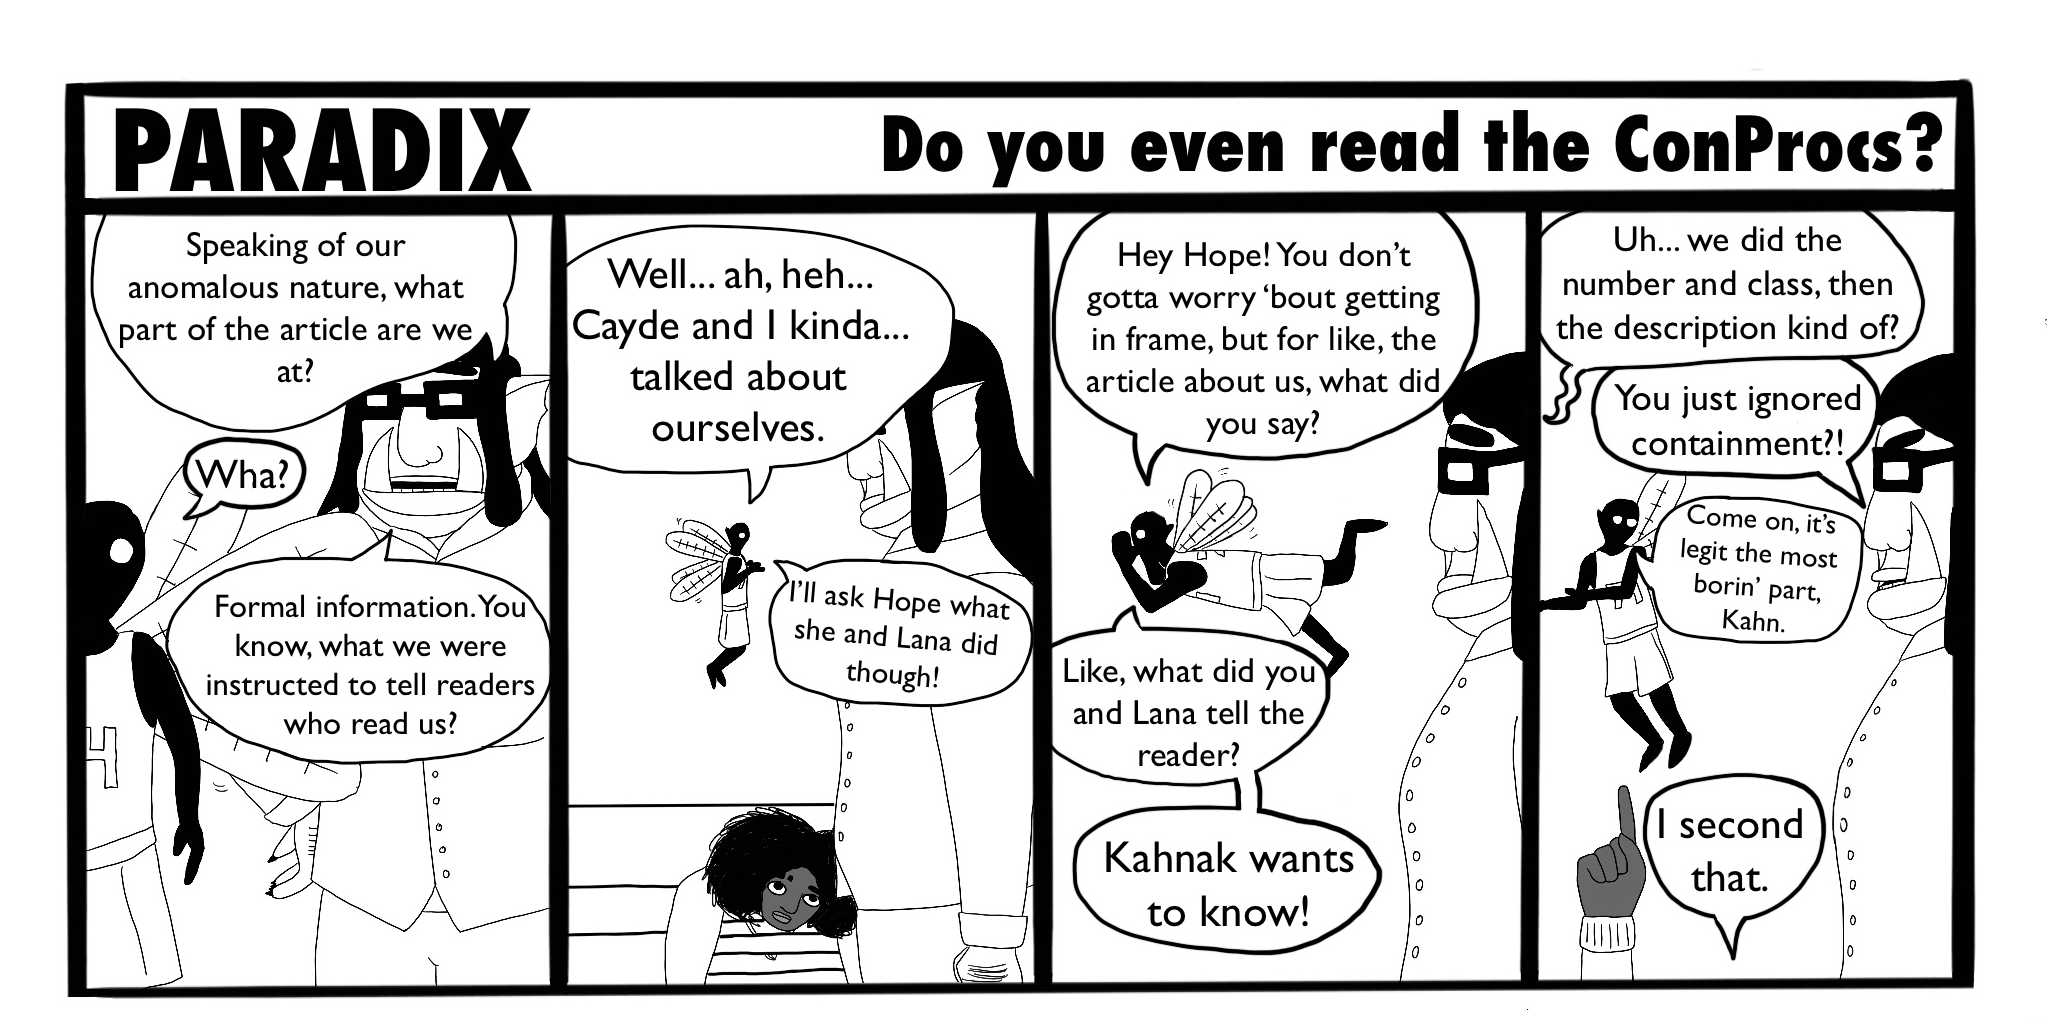 PARADIX
Do you even read the ConProcs?
Speaking of our
anomalous nature, what
part of the article are we
at?
Wha?
Formal information. You
know, what we were
instructed to tell readers
who read us?
4
Well... ah, heh...
Cayde and I kinda...
talked about
ourselves.
I'll ask Hope what
she and Lana did
though!
Hey Hope! You don't
gotta worry ‘bout getting
in frame, but for like, the
article about us, what did
you say?
Like, what did you
and Lana tell the
reader?
Kahnak wants
to know!
Uh... we did the
number and class, then
the description kind of?
You just ignored
containment?!
Come on, it's
legit the most
borin' part,
Kahn.
I second
that.